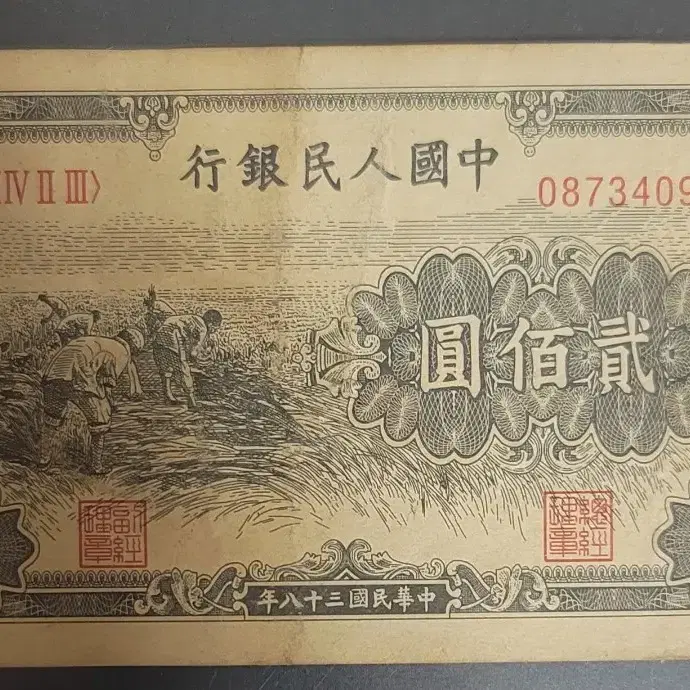 中國人民銀行
IV II III〉
0873409
貳佰圓
副經理章
總經理章
中華民國三十八年